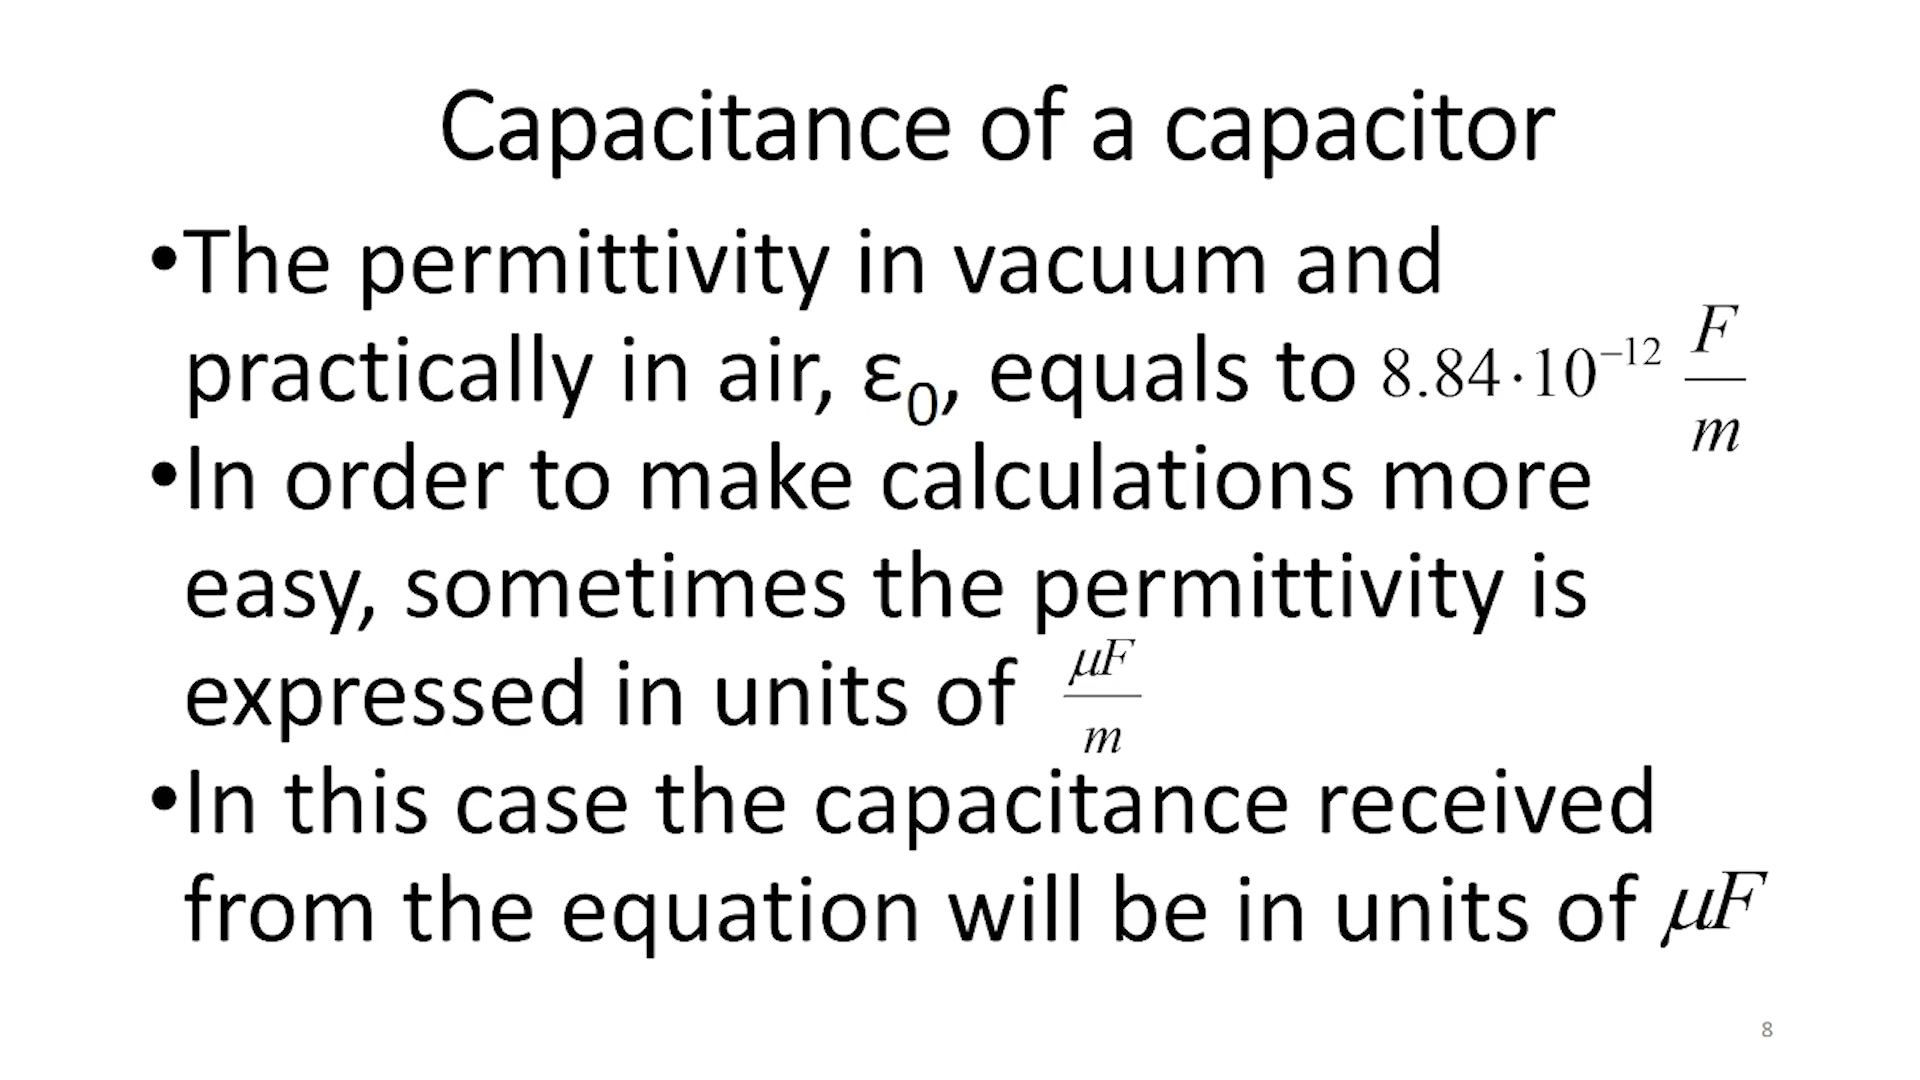 Capacitance of a capacitor
•The permittivity in vacuum and
practically in air, ε₀, equals to 8.84·10⁻¹² F/m
•In order to make calculations more
easy, sometimes the permittivity is
expressed in units of μF/m
•In this case the capacitance received
from the equation will be in units of μF
8